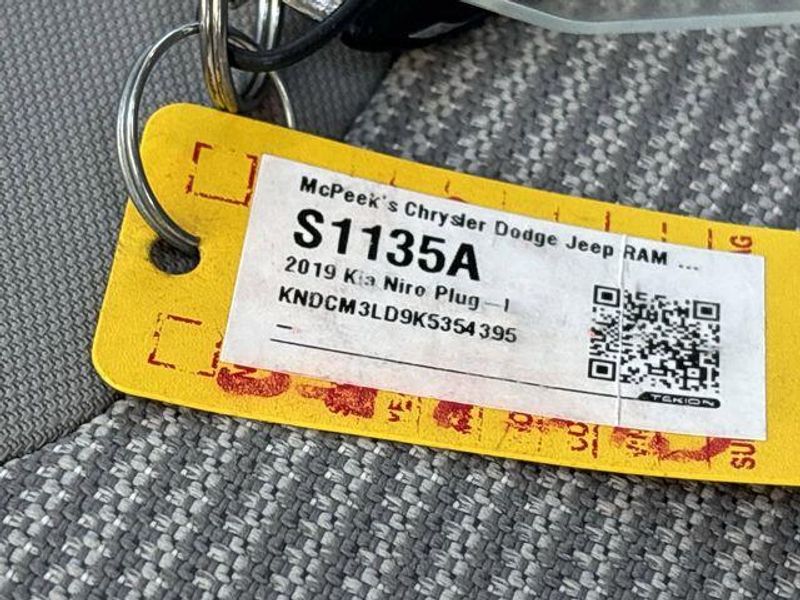 McPeek's Chrysler Dodge Jeep RAM ...
S1135A
2019 Kia Niro Plug-I
KNDCM3LD9K5354395
TEKION